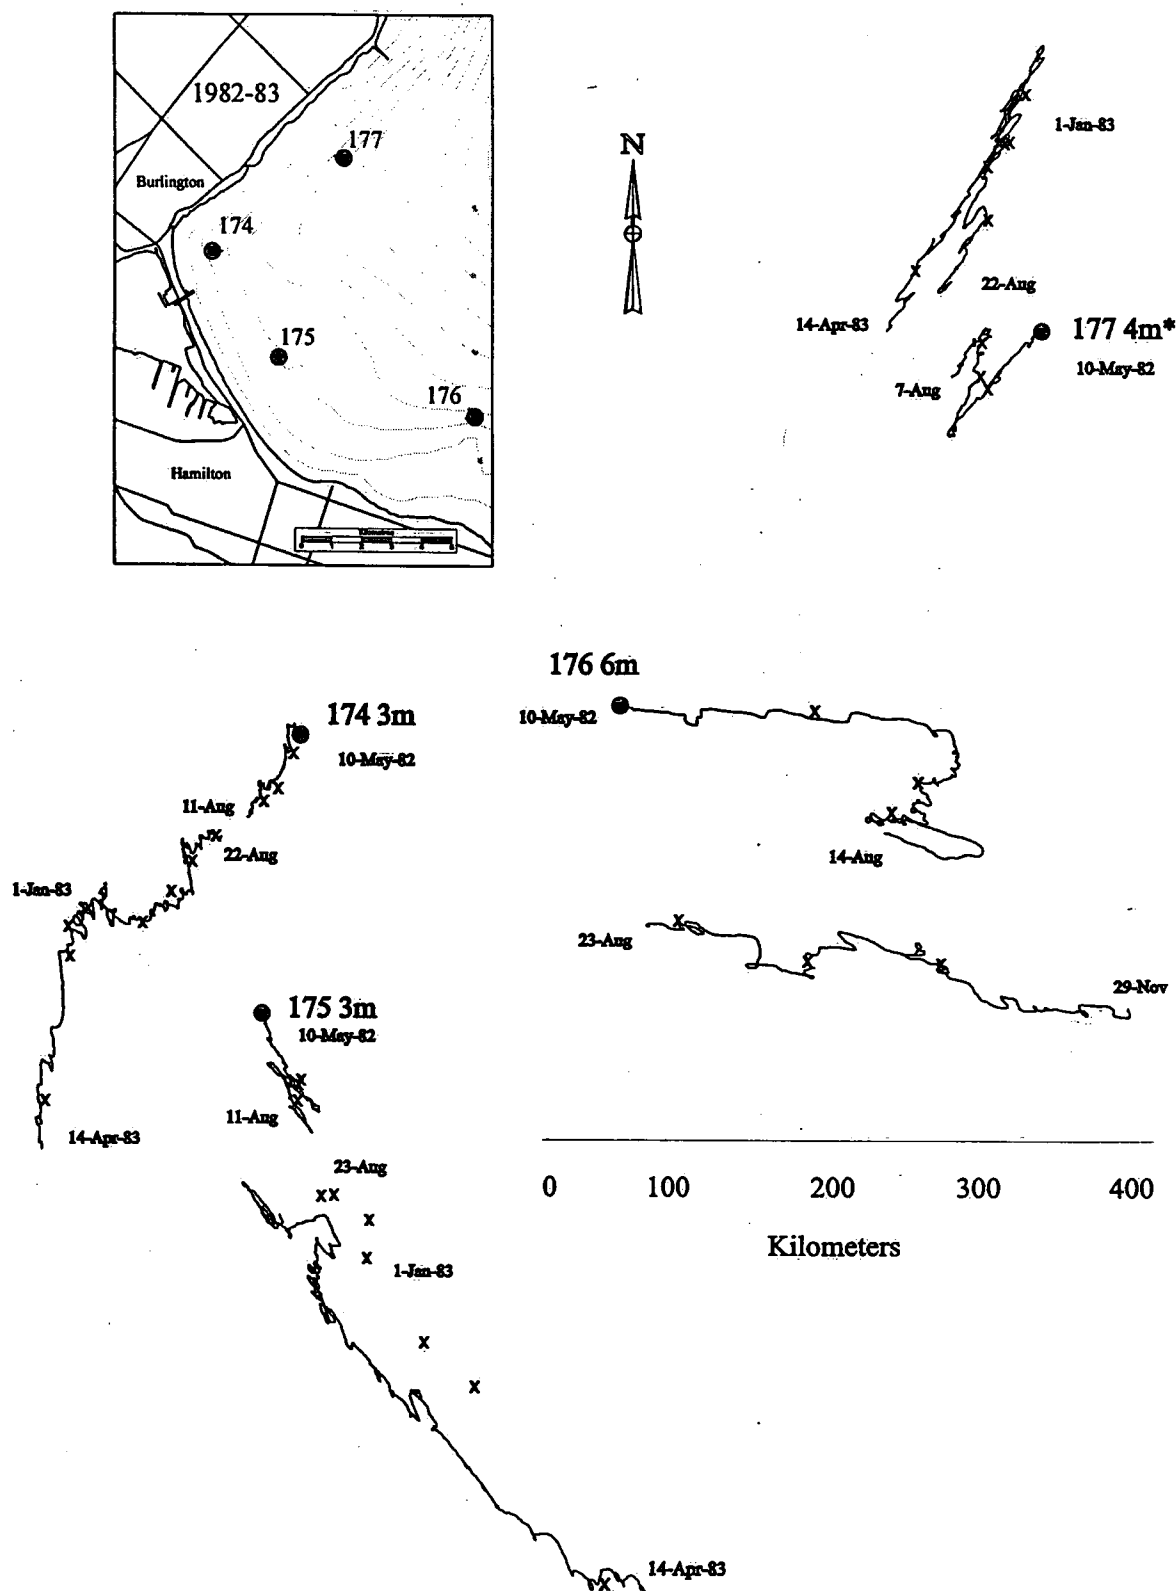 1982-83
177
Burlington
174
175
176
Hamilton
Kilometres
N
1-Jan-83
22-Aug
14-Apr-83
177 4m*
10-May-82
7-Aug
176 6m
10-May-82
14-Aug
23-Aug
29-Nov
174 3m
10-May-82
11-Aug
22-Aug
1-Jan-83
14-Apr-83
175 3m
10-May-82
11-Aug
23-Aug
1-Jan-83
14-Apr-83
0 100 200 300 400
Kilometers